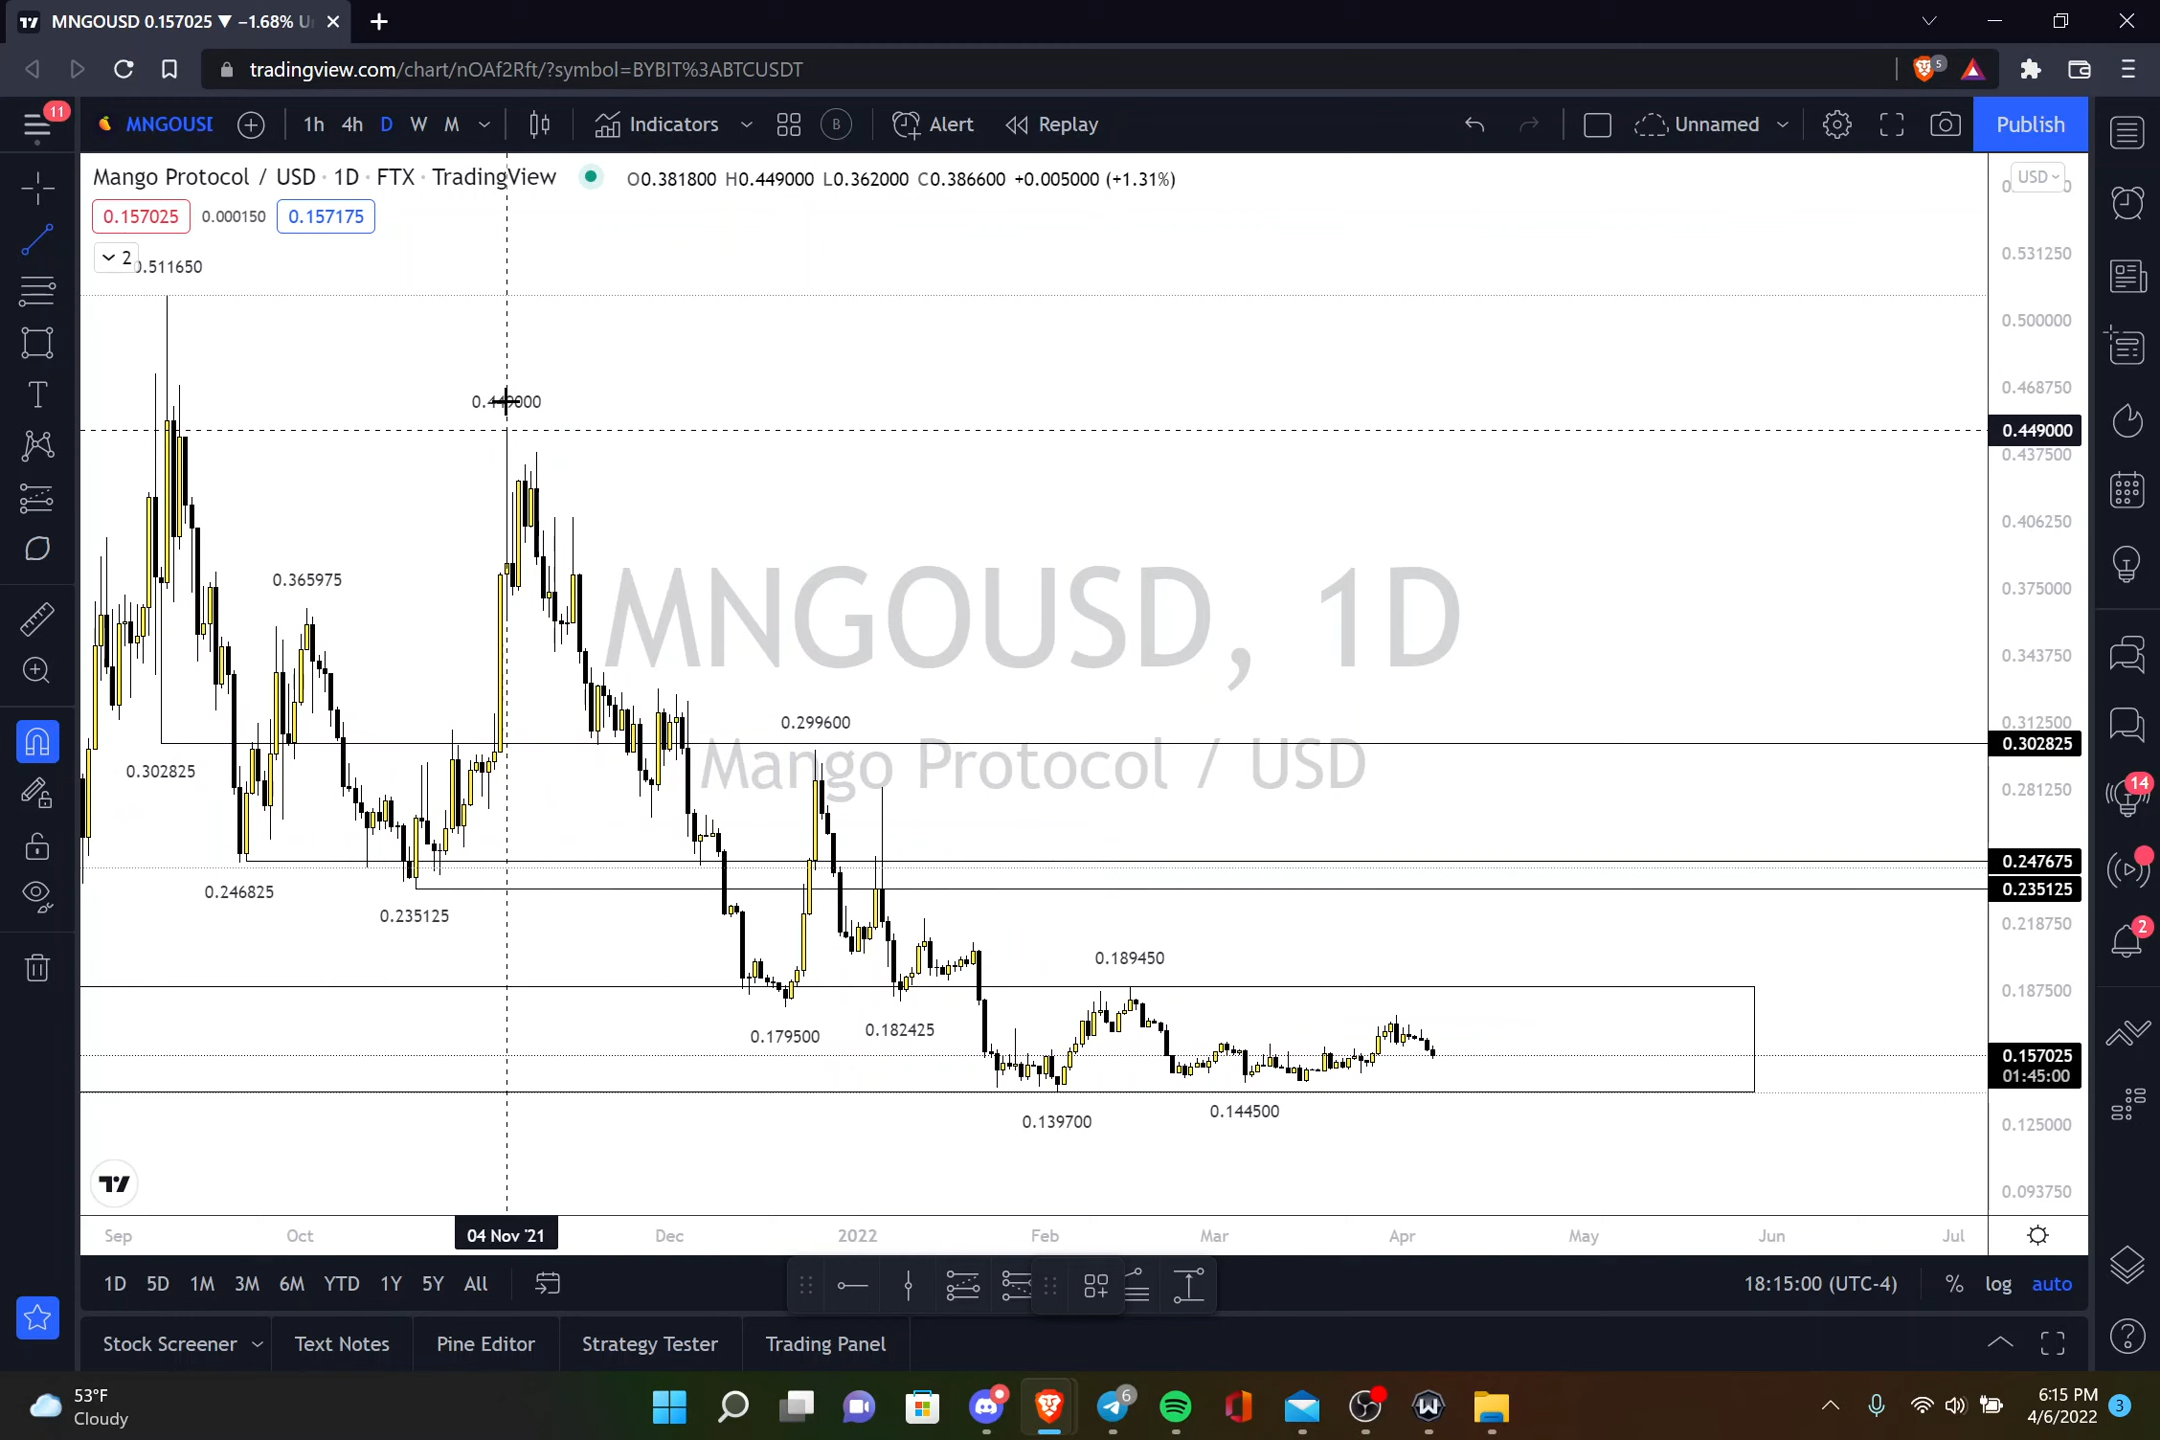 MNGOUSD 0.157025 ▼ −1.68% U
tradingview.com/chart/nOAf2Rft/?symbol=BYBIT%3ABTCUSDT
5
11
MNGOUSI
1h 4h D W M
Indicators
B
Alert
Replay
Unnamed
Publish
Mango Protocol / USD · 1D · FTX · TradingView
O0.381800 H0.449000 L0.362000 C0.386600 +0.005000 (+1.31%)
USD
0.157025 0.000150 0.157175
2
0.511650
0.531250
0.500000
0.468750
0.449000
0.449000
0.437500
0.406250
0.365975
0.375000
MNGOUSD, 1D
0.343750
0.299600
0.312500
0.302825
Mango Protocol / USD
0.302825
0.281250
14
0.247675
0.246825
0.235125
0.235125
0.218750
2
0.189450
0.187500
0.179500
0.182425
0.157025
01:45:00
0.139700
0.144500
0.125000
0.093750
Sep Oct 04 Nov '21 Dec 2022 Feb Mar Apr May Jun Jul
1D 5D 1M 3M 6M YTD 1Y 5Y All
18:15:00 (UTC-4) % log auto
Stock Screener Text Notes Pine Editor Strategy Tester Trading Panel
53°F
Cloudy
6
6:15 PM
4/6/2022
3